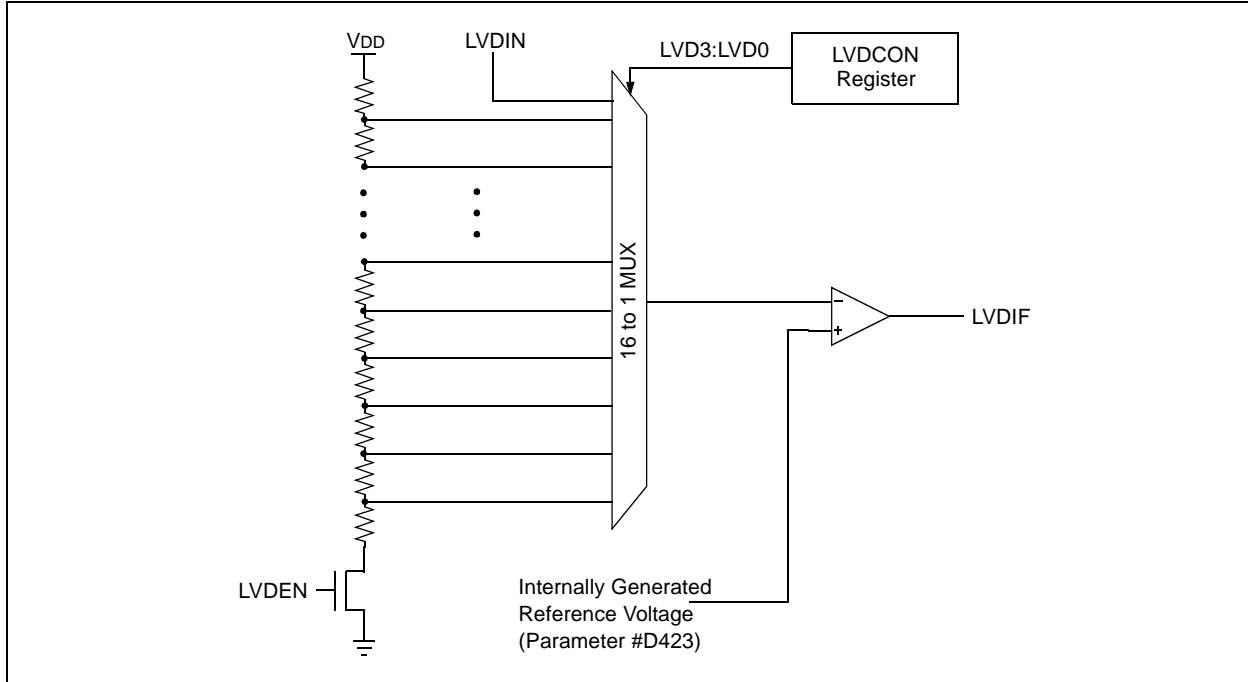 VDD
LVDIN
LVD3:LVD0
LVDCON
Register
16 to 1 MUX
–
+
LVDIF
LVDEN
Internally Generated
Reference Voltage
(Parameter #D423)